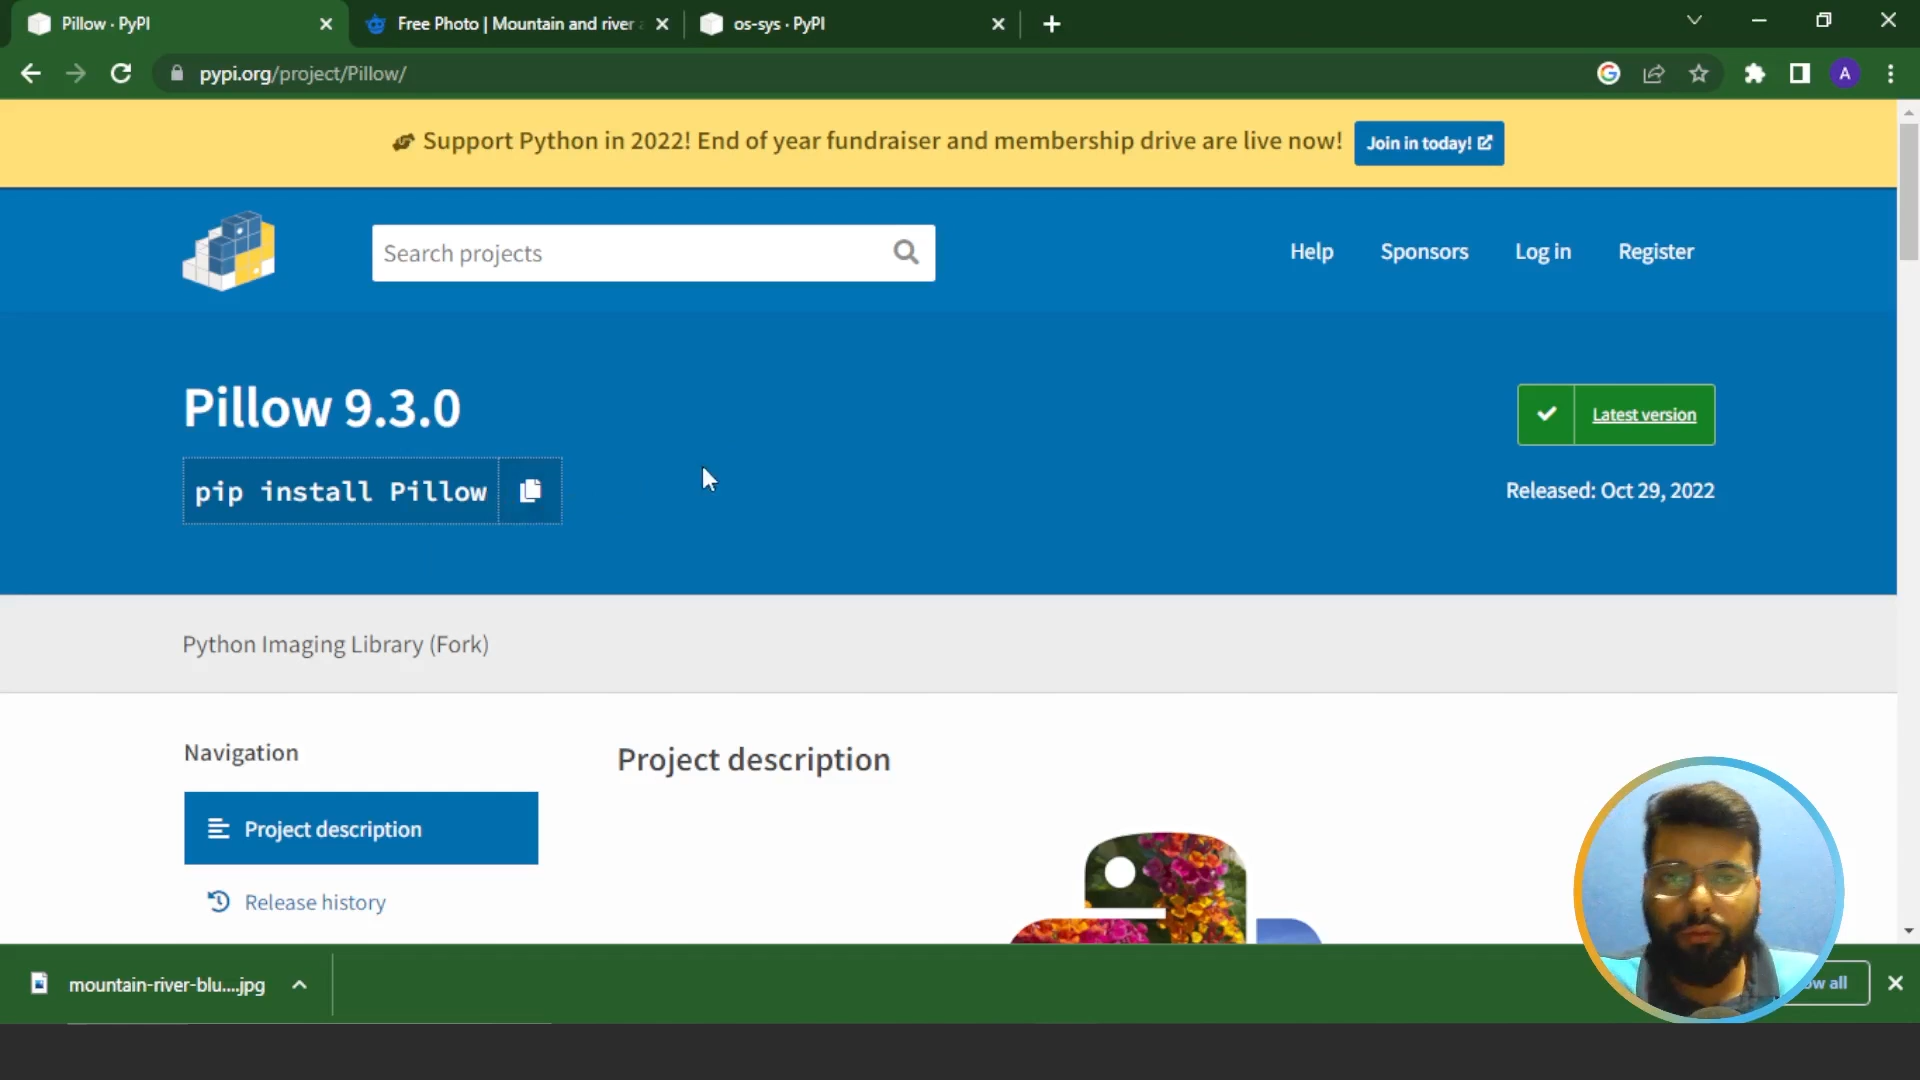 Pillow · PyPI
Free Photo | Mountain and river
os-sys · PyPI
pypi.org/project/Pillow/
A
Support Python in 2022! End of year fundraiser and membership drive are live now!
Join in today!
Search projects
Help
Sponsors
Log in
Register
Pillow 9.3.0
Latest version
pip install Pillow
Released: Oct 29, 2022
Python Imaging Library (Fork)
Navigation
Project description
Project description
Release history
mountain-river-blu....jpg
ow all